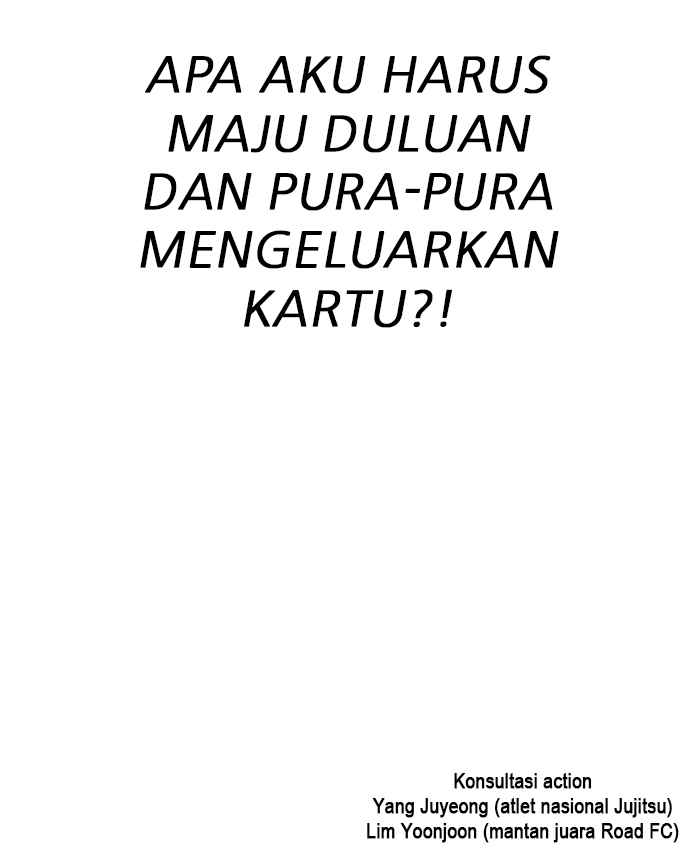 APA AKU HARUS
MAJU DULUAN
DAN PURA-PURA
MENGELUARKAN
KARTU?!
Konsultasi action
Yang Juyeong (atlet nasional Jujitsu)
Lim Yoonjoon (mantan juara Road FC)